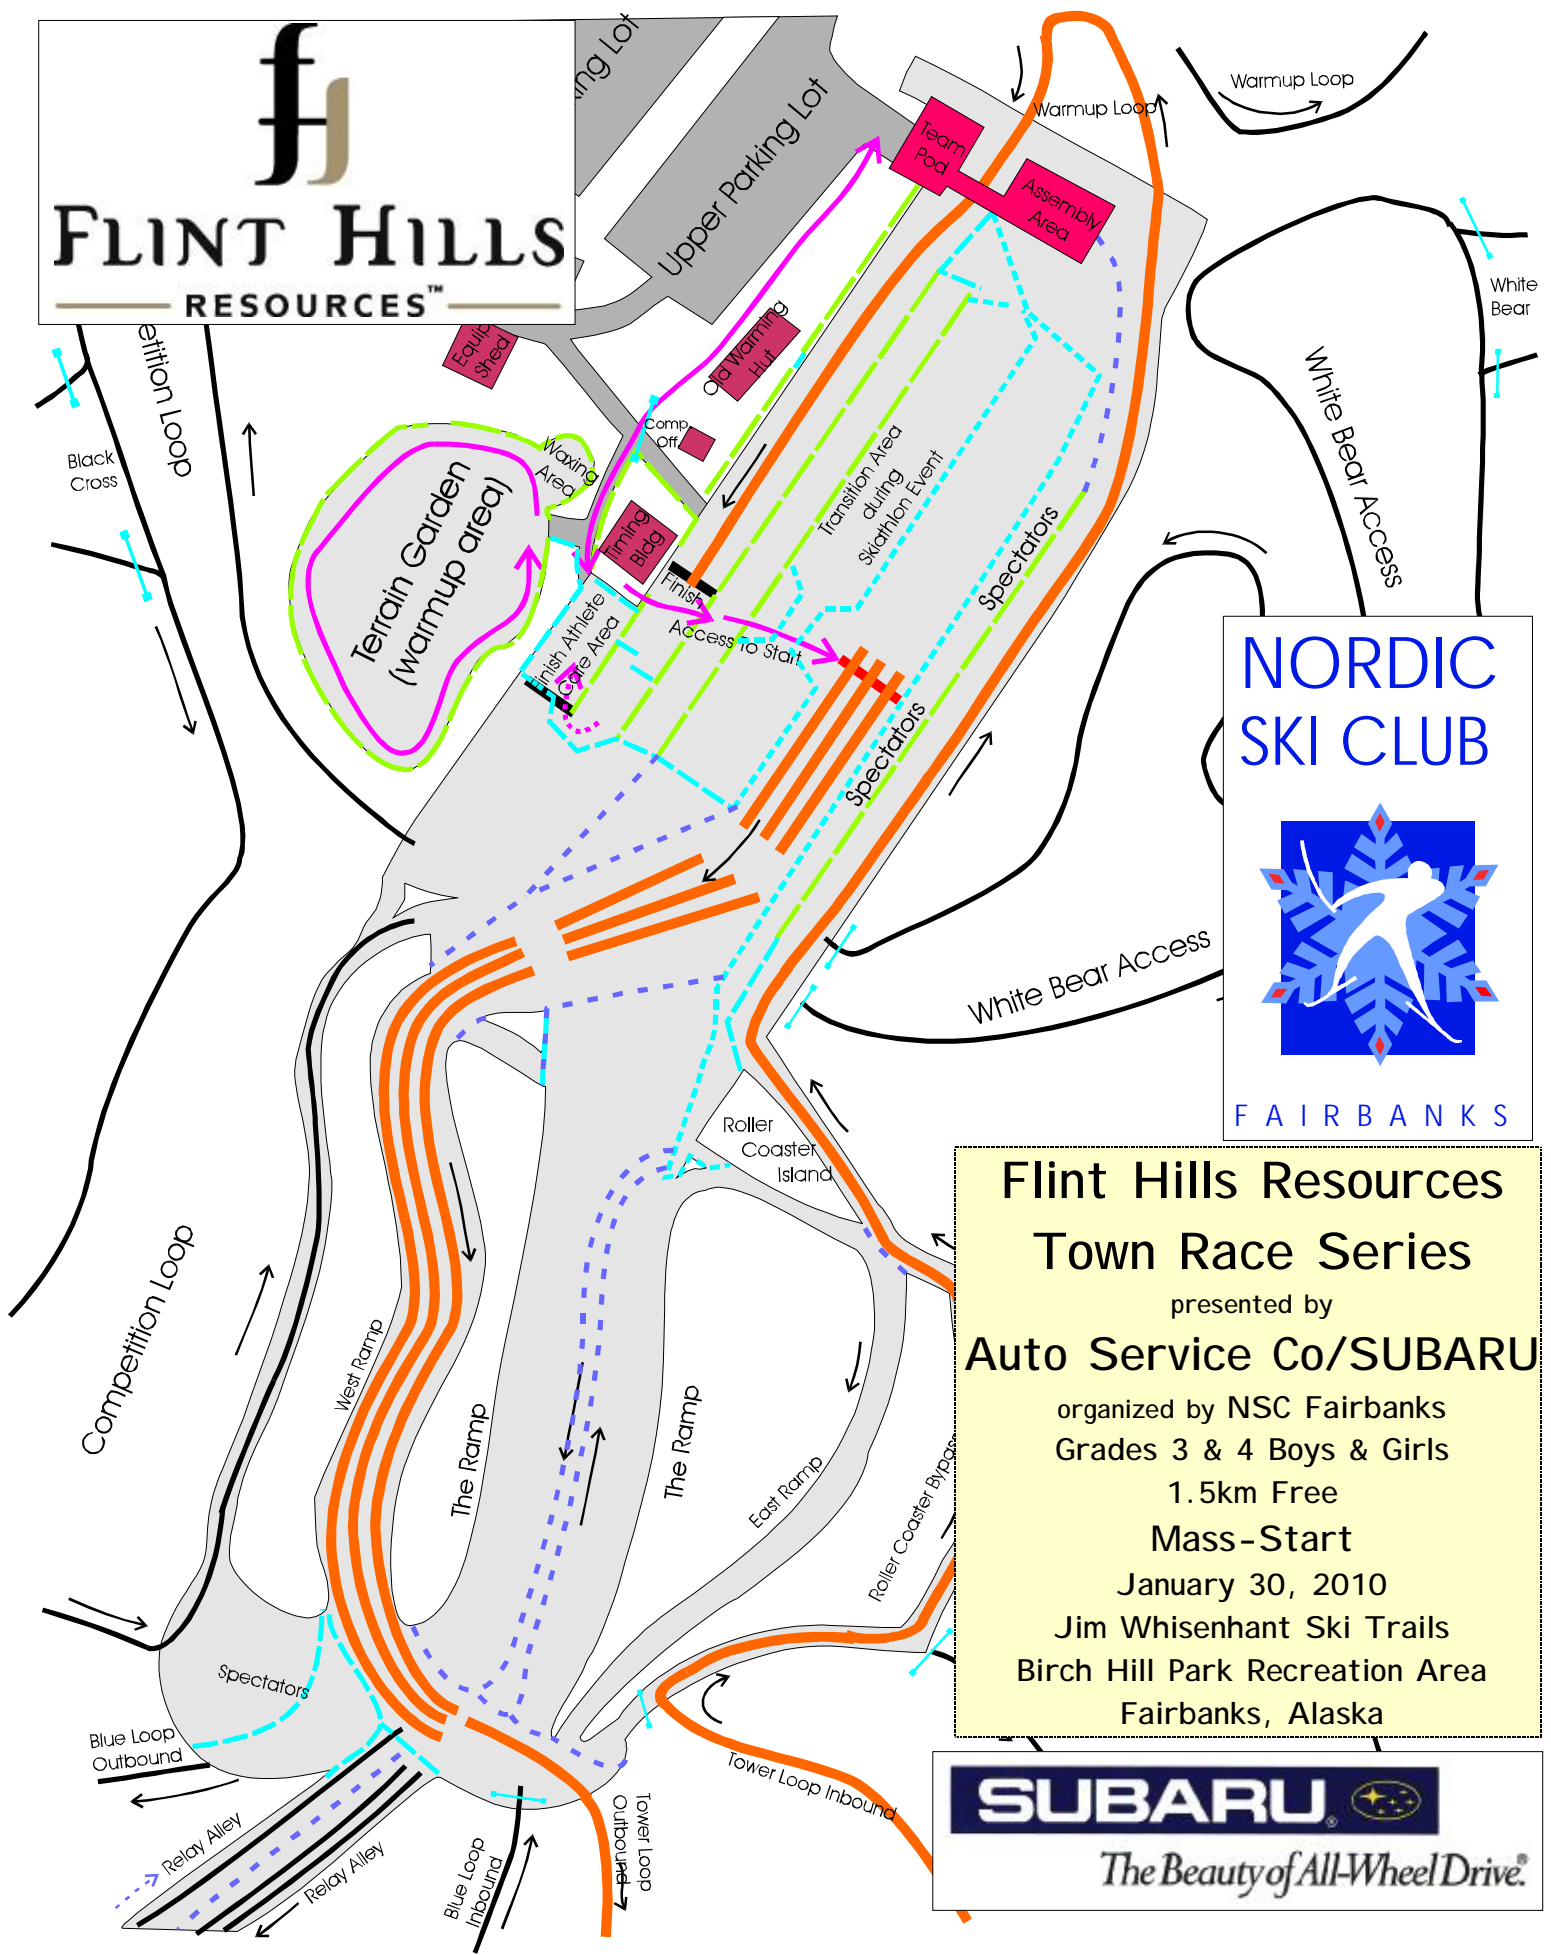 FLINT HILLS
RESOURCES™
ing Lot
Upper Parking Lot
Team
Pod
Assembly
Area
Warmup Loop
Warmup Loop
White
Bear
White Bear Access
Equip
Shed
Old Warming
Hut
Comp.
Off.
etition Loop
Black
Cross
Waxing
Area
Terrain Garden
(warmup area)
Timing
Bldg
Finish
Transition Area
during
Skiathlon Event
Spectators
Access To Start
Finish Athlete
Care Area
Spectators
White Bear Access
NORDIC
SKI CLUB
FAIRBANKS
Roller
Coaster
Island
Competition Loop
West Ramp
The Ramp
The Ramp
East Ramp
Roller Coaster Bypas
Flint Hills Resources
Town Race Series
presented by
Auto Service Co/SUBARU
organized by NSC Fairbanks
Grades 3 & 4 Boys & Girls
1.5km Free
Mass-Start
January 30, 2010
Jim Whisenhant Ski Trails
Birch Hill Park Recreation Area
Fairbanks, Alaska
Spectators
Blue Loop
Outbound
Relay Alley
Relay Alley
Blue Loop
Inbound
Tower Loop
Outbound
Tower Loop Inbound
SUBARU®
The Beauty of All-Wheel Drive.®